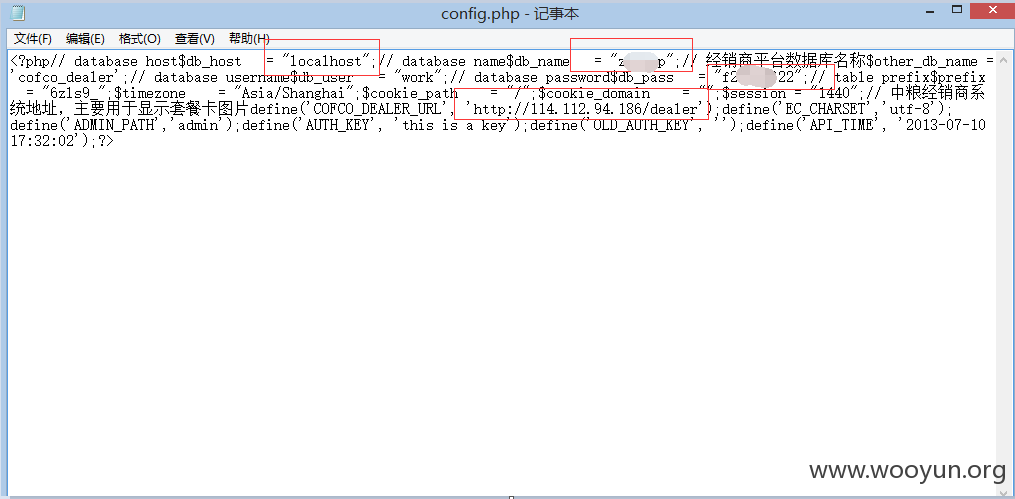 config.php - 记事本
文件(F) 编辑(E) 格式(O) 查看(V) 帮助(H)
<?php// database host$db_host   = "localhost";// database name$db_name   = "z p";// 经销商平台数据库名称$other_db_name =
'cofco_dealer';// database username$db_user   = "work";// database password$db_pass   = "f2 22";// table prefix$prefix
= "6z1s9_";$timezone   = "Asia/Shanghai";$cookie_path   = "/";$cookie_domain   = "";$session = "1440";// 中粮经销商系
统地址，主要用于显示套餐卡图片define('COFCO_DEALER_URL', 'http://114.112.94.186/dealer');define('EC_CHARSET','utf-8');
define('ADMIN_PATH','admin');define('AUTH_KEY', 'this is a key');define('OLD_AUTH_KEY', '');define('API_TIME', '2013-07-10
17:32:02');?>
www.wooyun.org